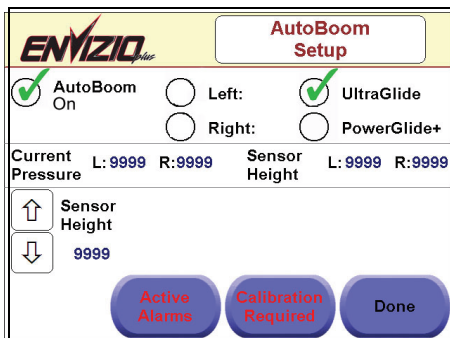 ENVIZIO plus
AutoBoom
Setup
AutoBoom
On
Left:
UltraGlide
Right:
PowerGlide+
Current
Pressure
L: 9999 R: 9999
Sensor
Height
L: 9999 R: 9999
Sensor
Height
9999
Active
Alarms
Calibration
Required
Done